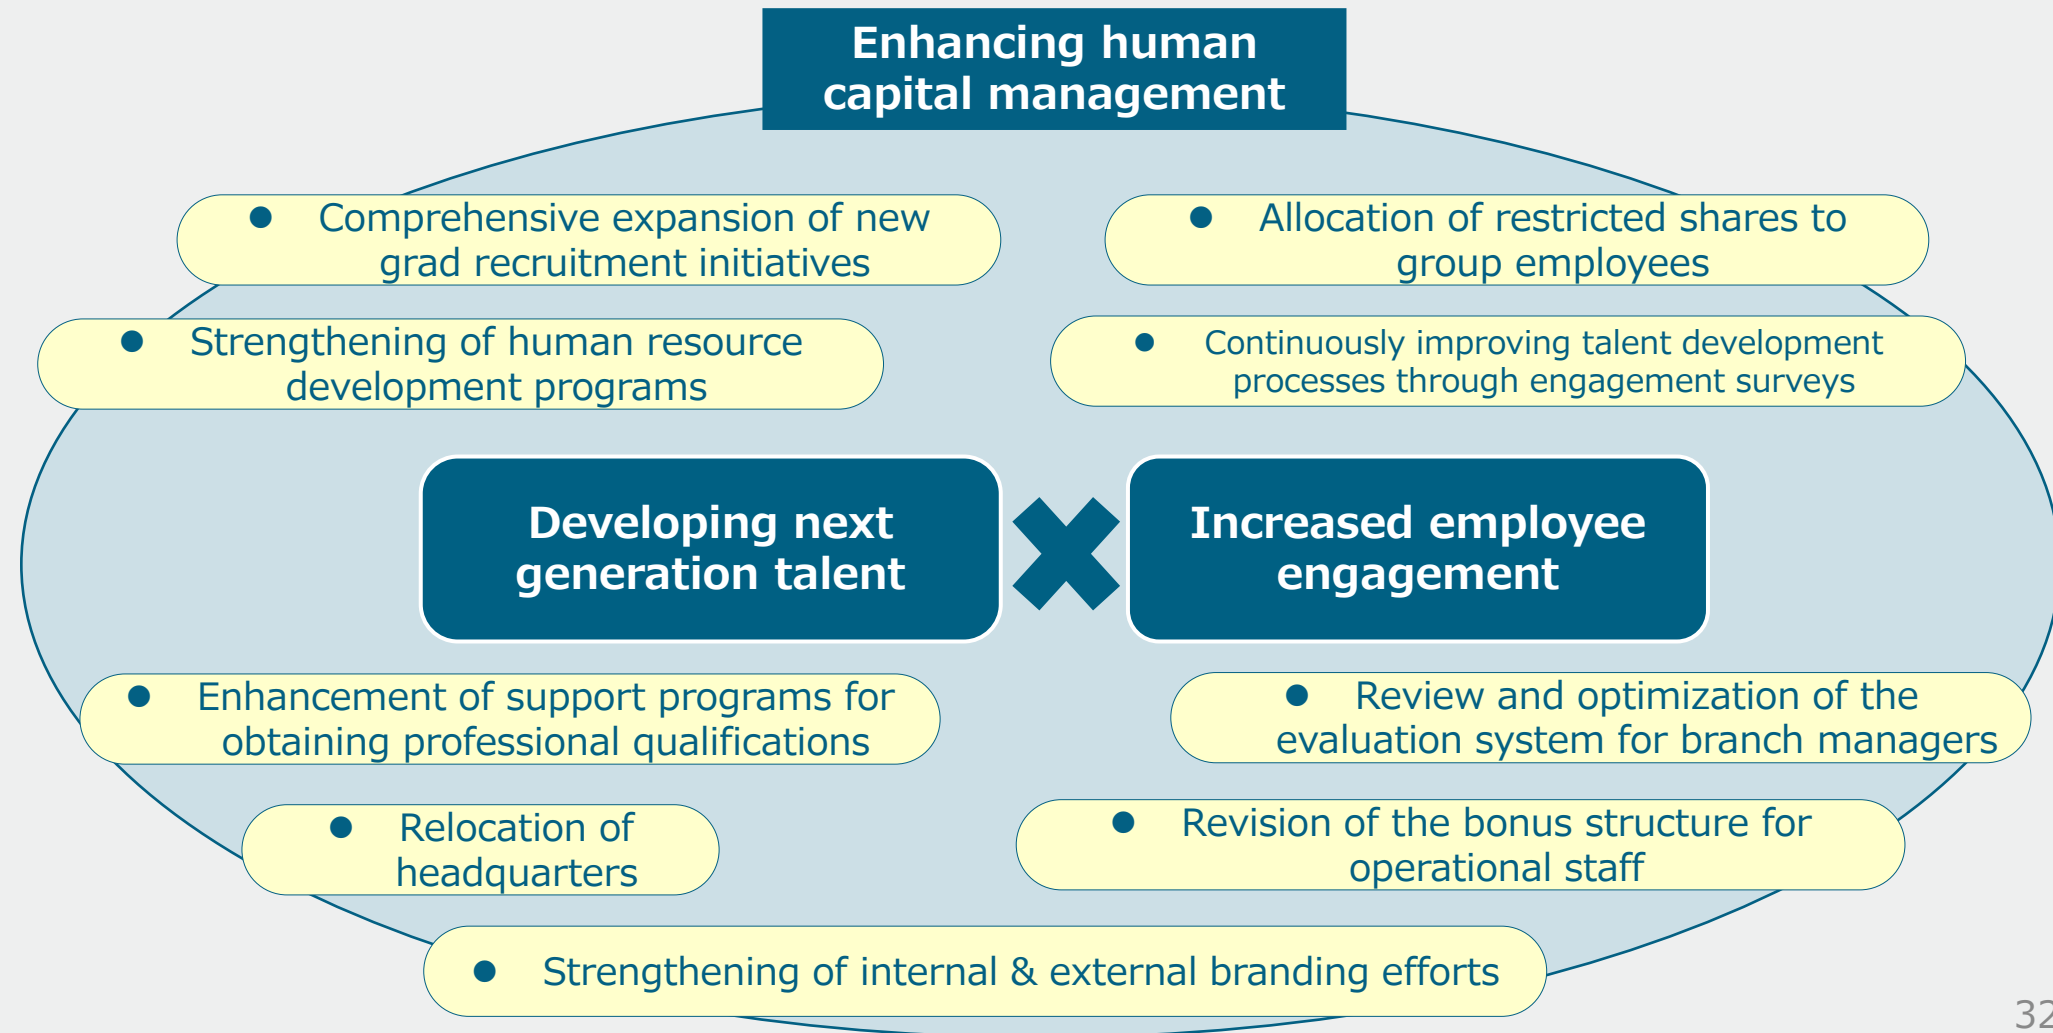 Enhancing human
capital management
● Comprehensive expansion of new
grad recruitment initiatives
● Allocation of restricted shares to
group employees
● Strengthening of human resource
development programs
● Continuously improving talent development
processes through engagement surveys
Developing next
generation talent
Increased employee
engagement
● Enhancement of support programs for
obtaining professional qualifications
● Review and optimization of the
evaluation system for branch managers
● Relocation of
headquarters
● Revision of the bonus structure for
operational staff
● Strengthening of internal & external branding efforts
32